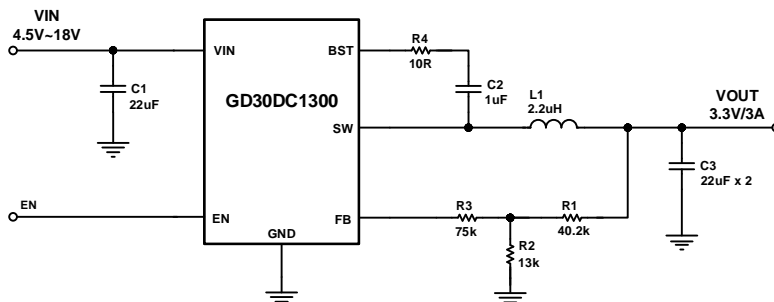 VIN
4.5V~18V
C1
22uF
EN
VIN
GD30DC1300
EN
GND
BST
SW
FB
R4
10R
C2
1uF
L1
2.2uH
VOUT
3.3V/3A
C3
22uF x 2
R3
75k
R1
40.2k
R2
13k